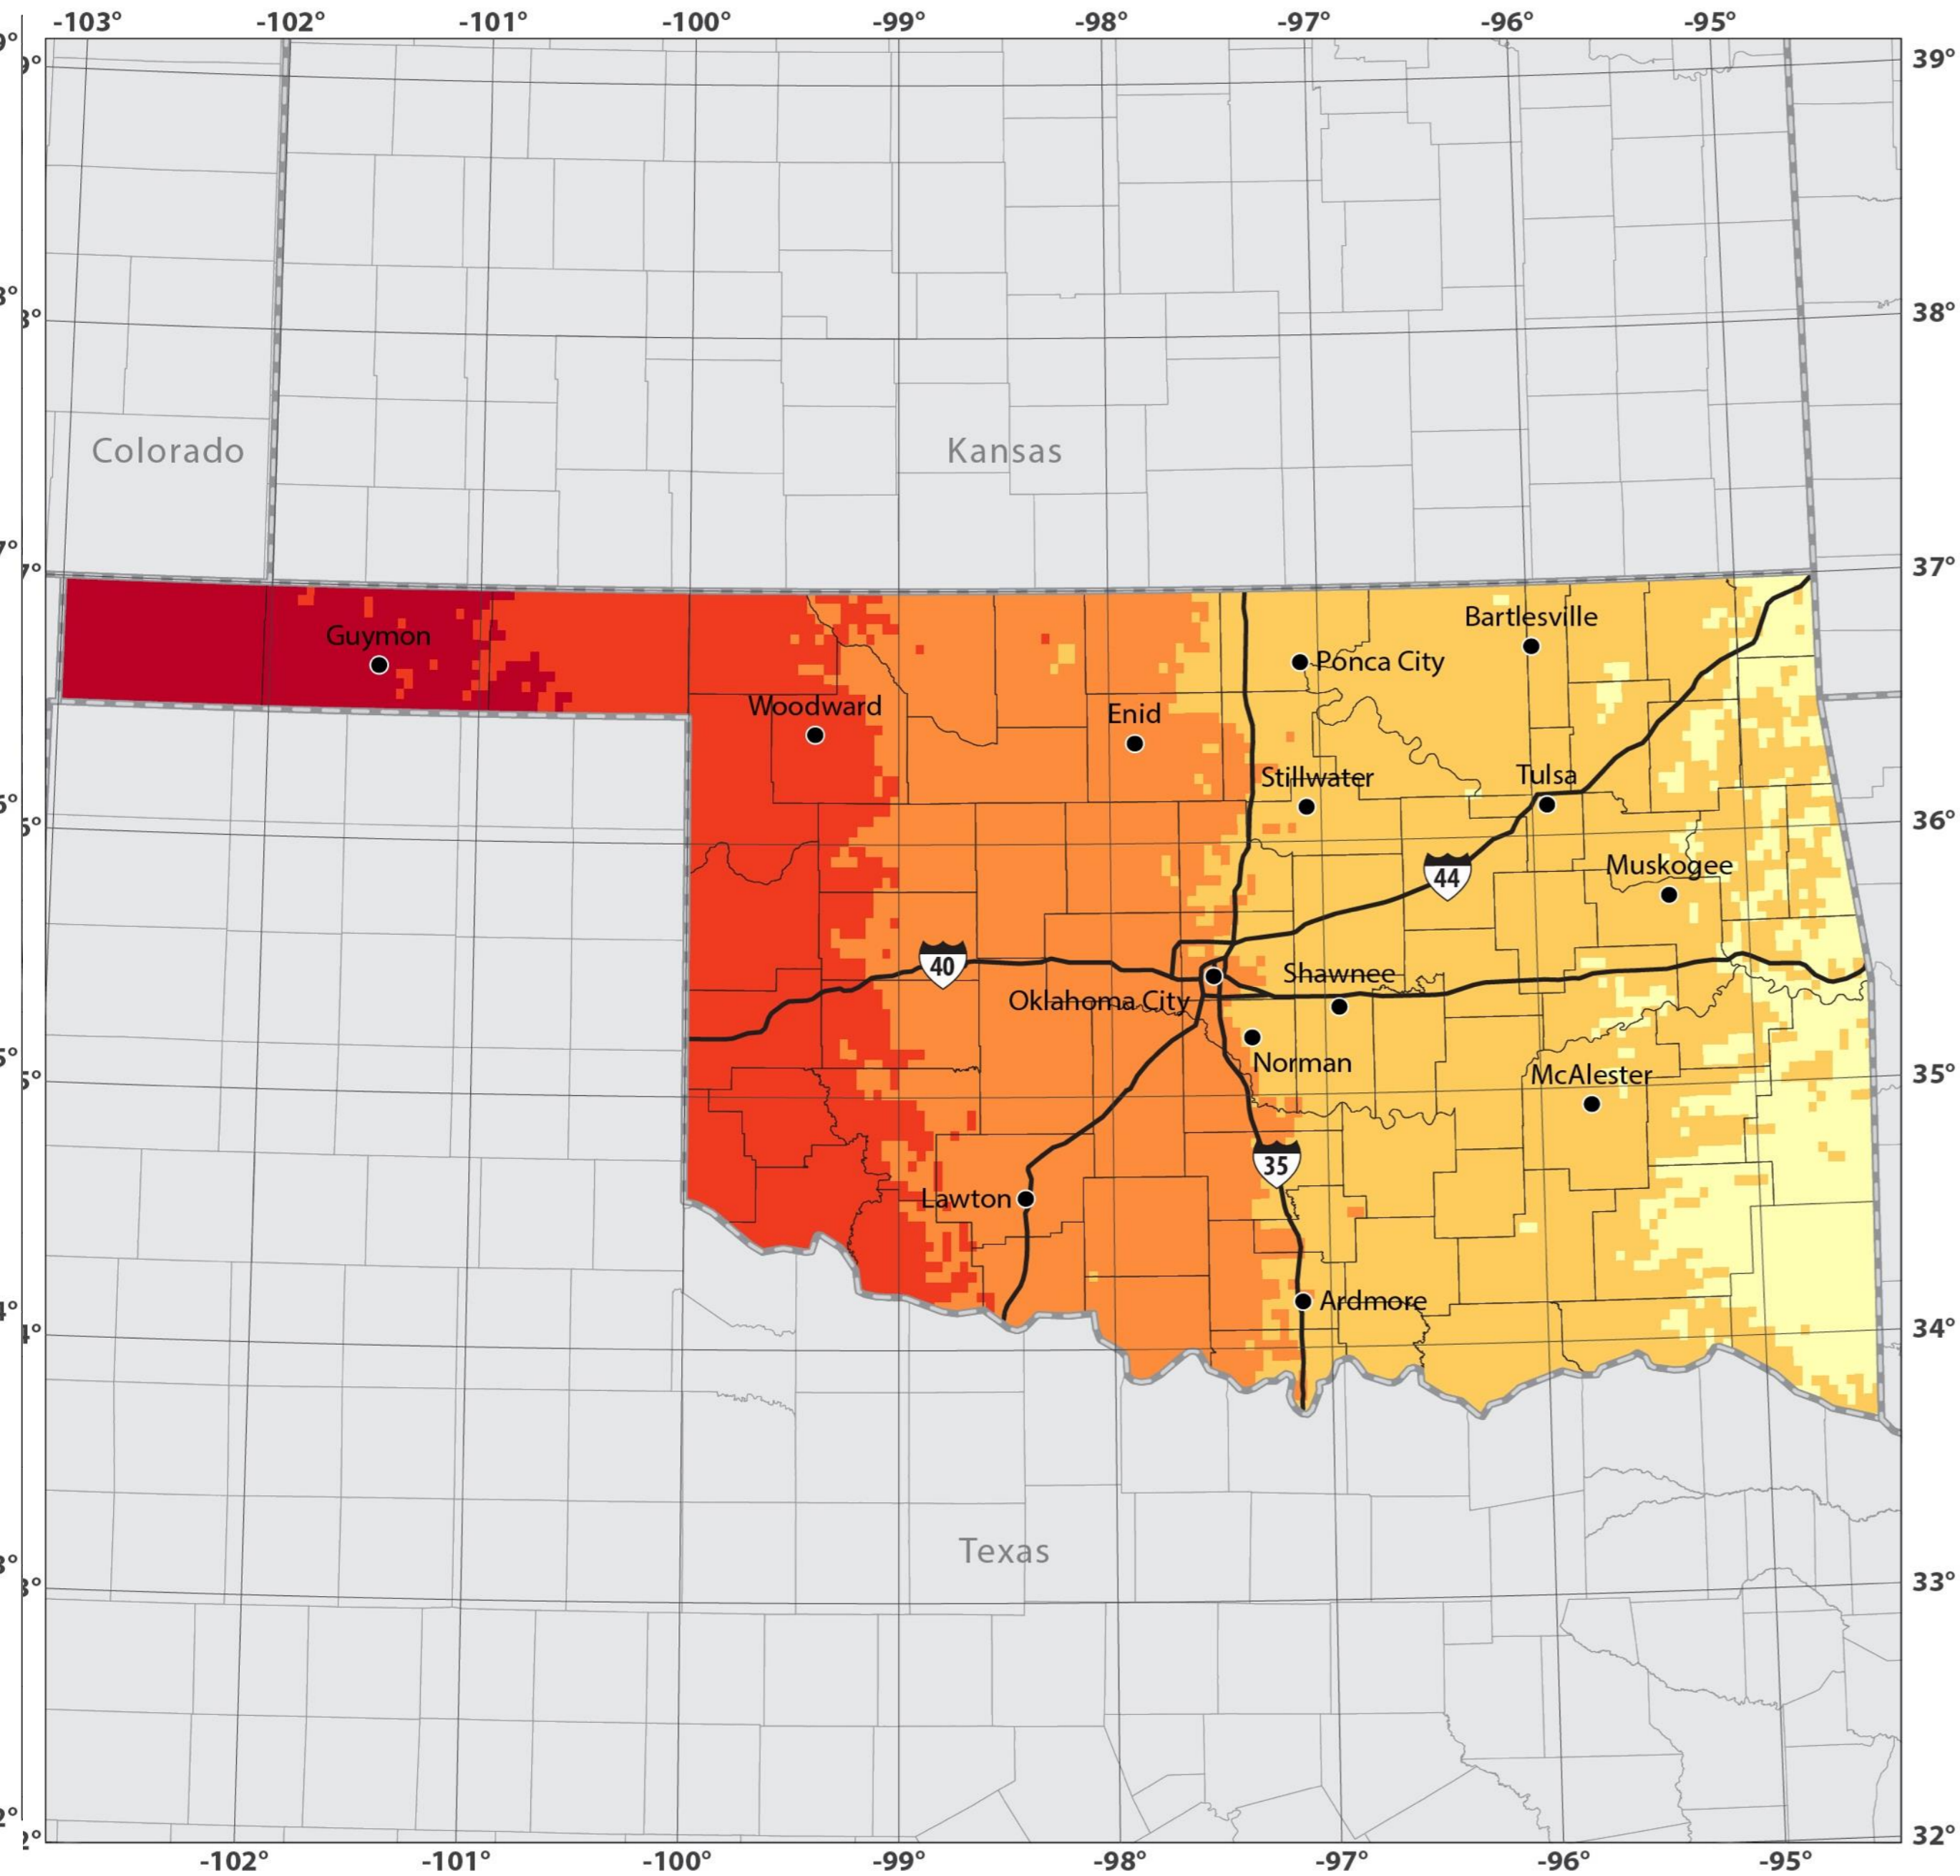 -103° -102° -101° -100° -99° -98° -97° -96° -95°
39°
38°
Colorado
Kansas
37°
Bartlesville
Guymon
Ponca City
Woodward
Enid
Stillwater
Tulsa
36°
Muskogee
44
40
Shawnee
Oklahoma City
Norman
35°
McAlester
35
Lawton
Ardmore
34°
Texas
33°
32°
-102° -101° -100° -99° -98° -97° -96° -95°